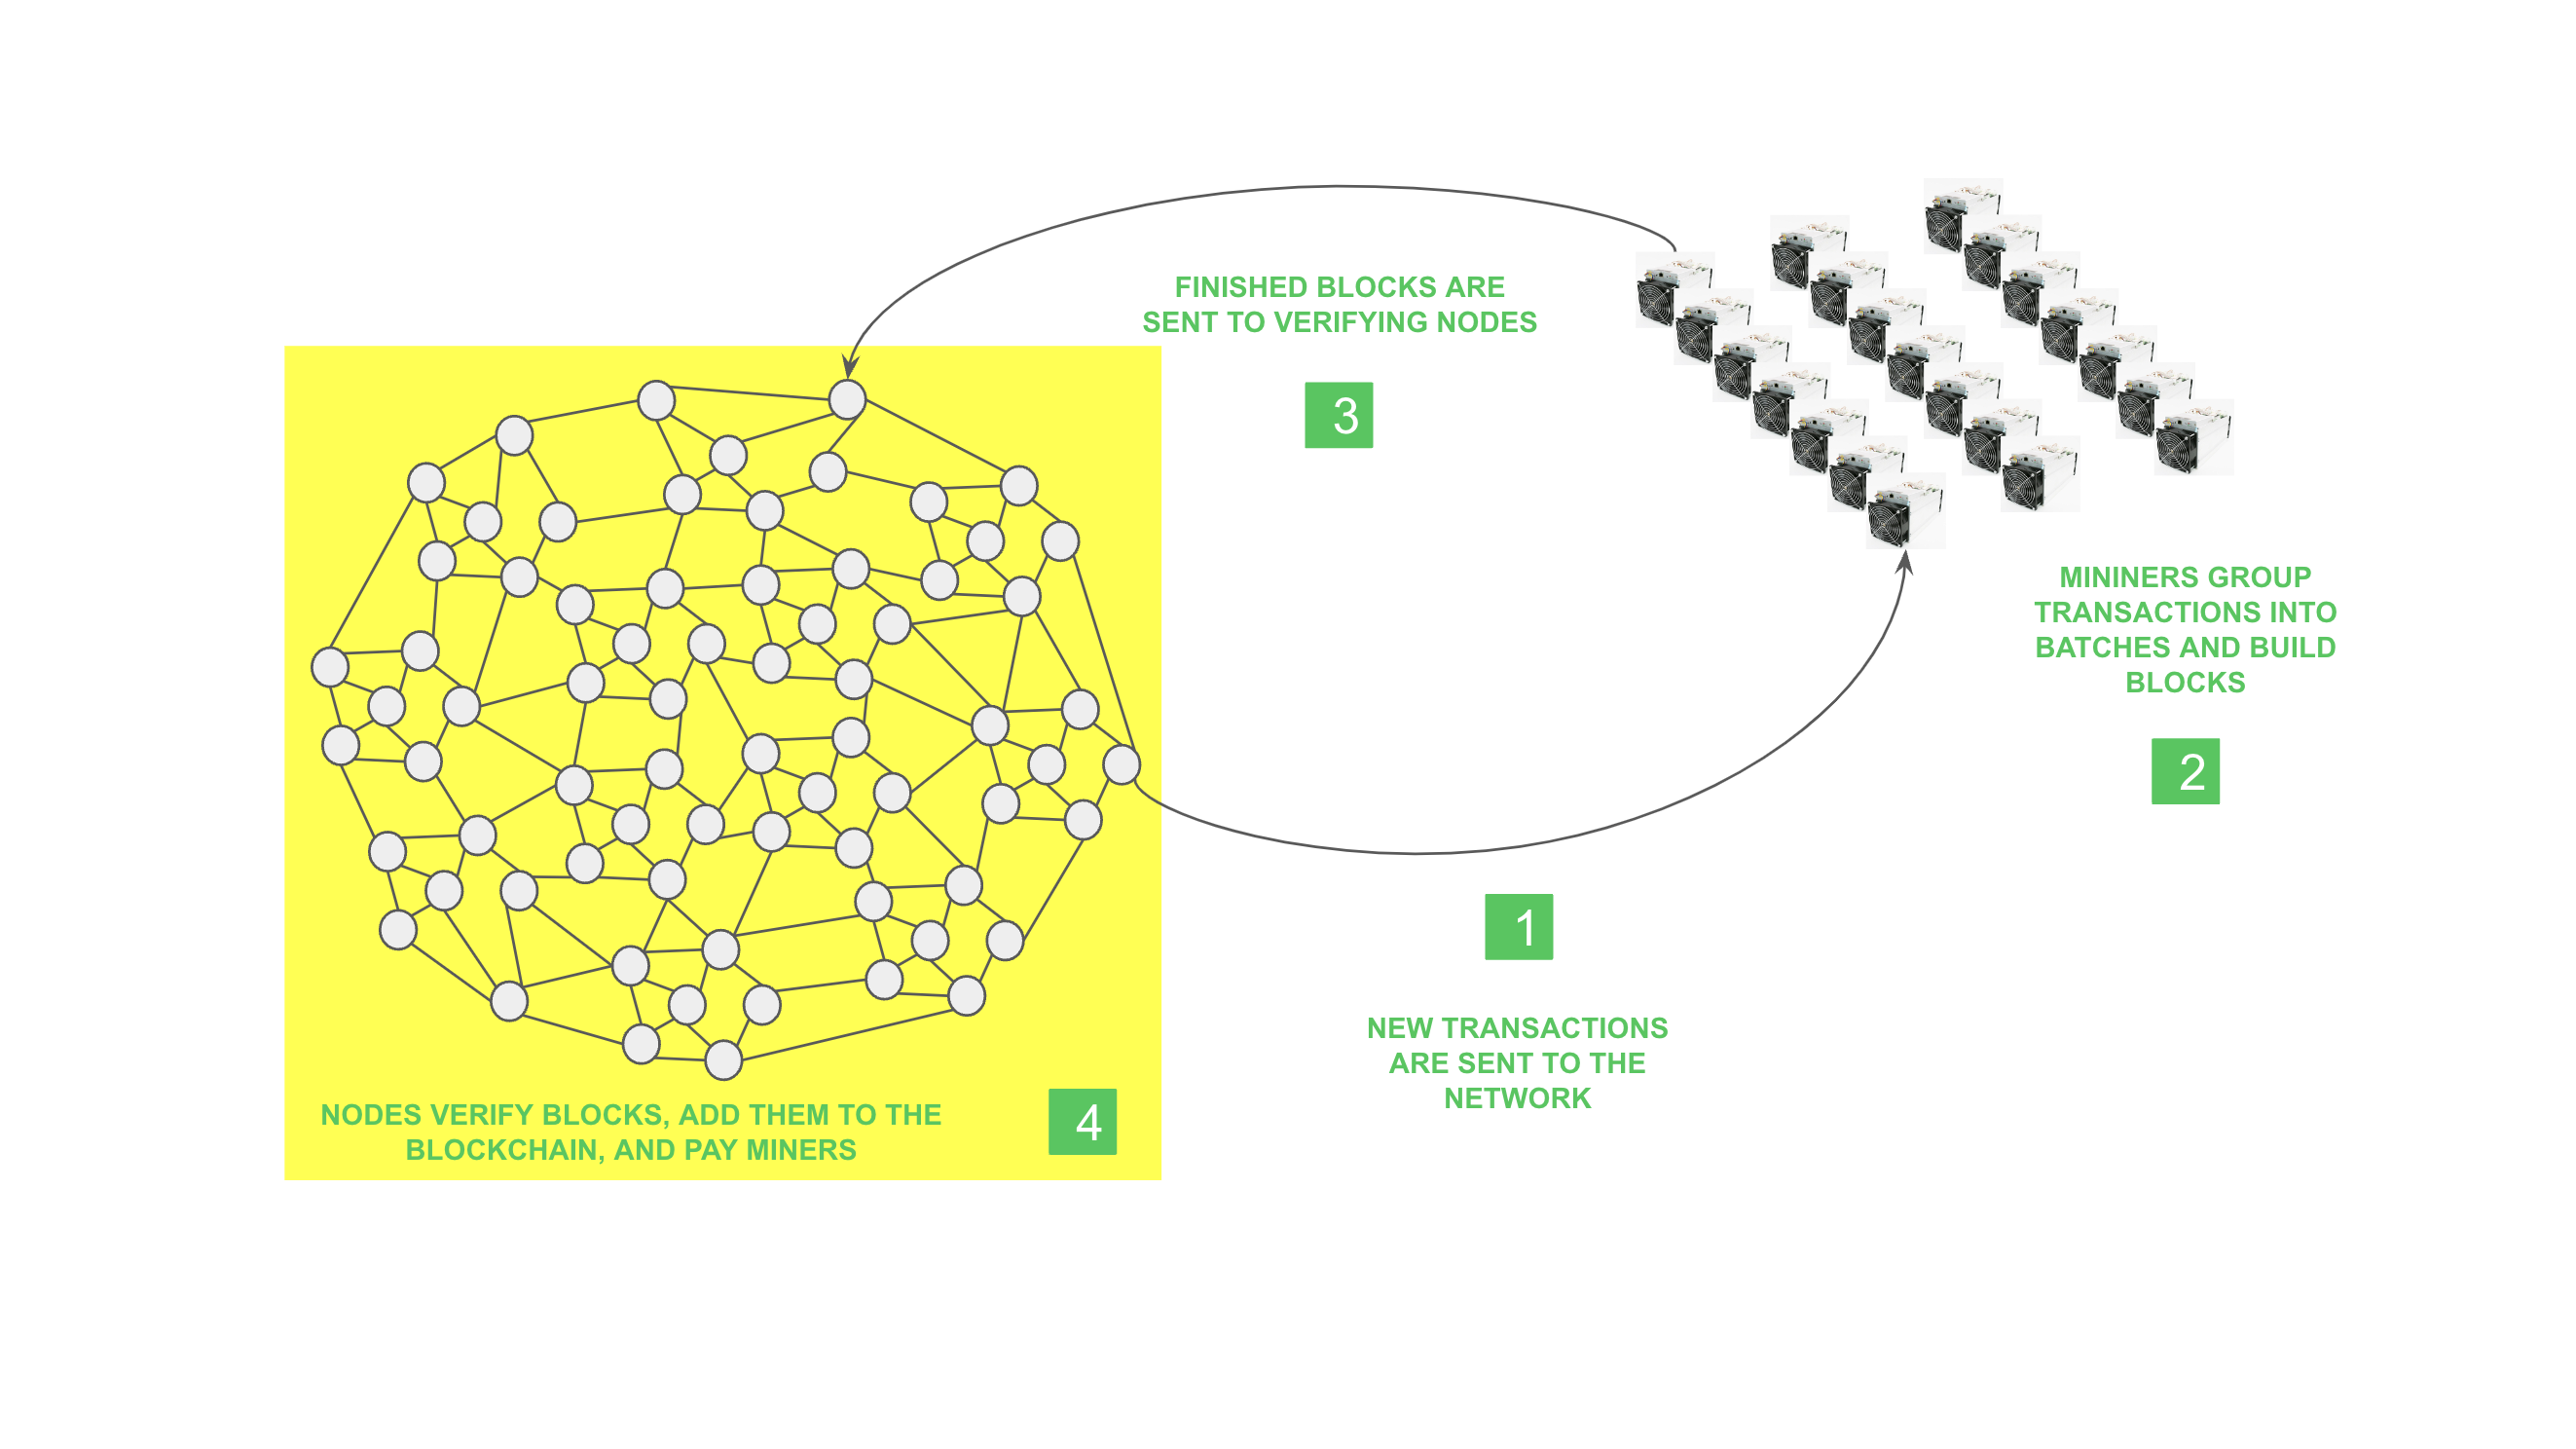 FINISHED BLOCKS ARE
SENT TO VERIFYING NODES
3
MININERS GROUP
TRANSACTIONS INTO
BATCHES AND BUILD
BLOCKS
2
1
NEW TRANSACTIONS
ARE SENT TO THE
NETWORK
NODES VERIFY BLOCKS, ADD THEM TO THE
BLOCKCHAIN, AND PAY MINERS
4